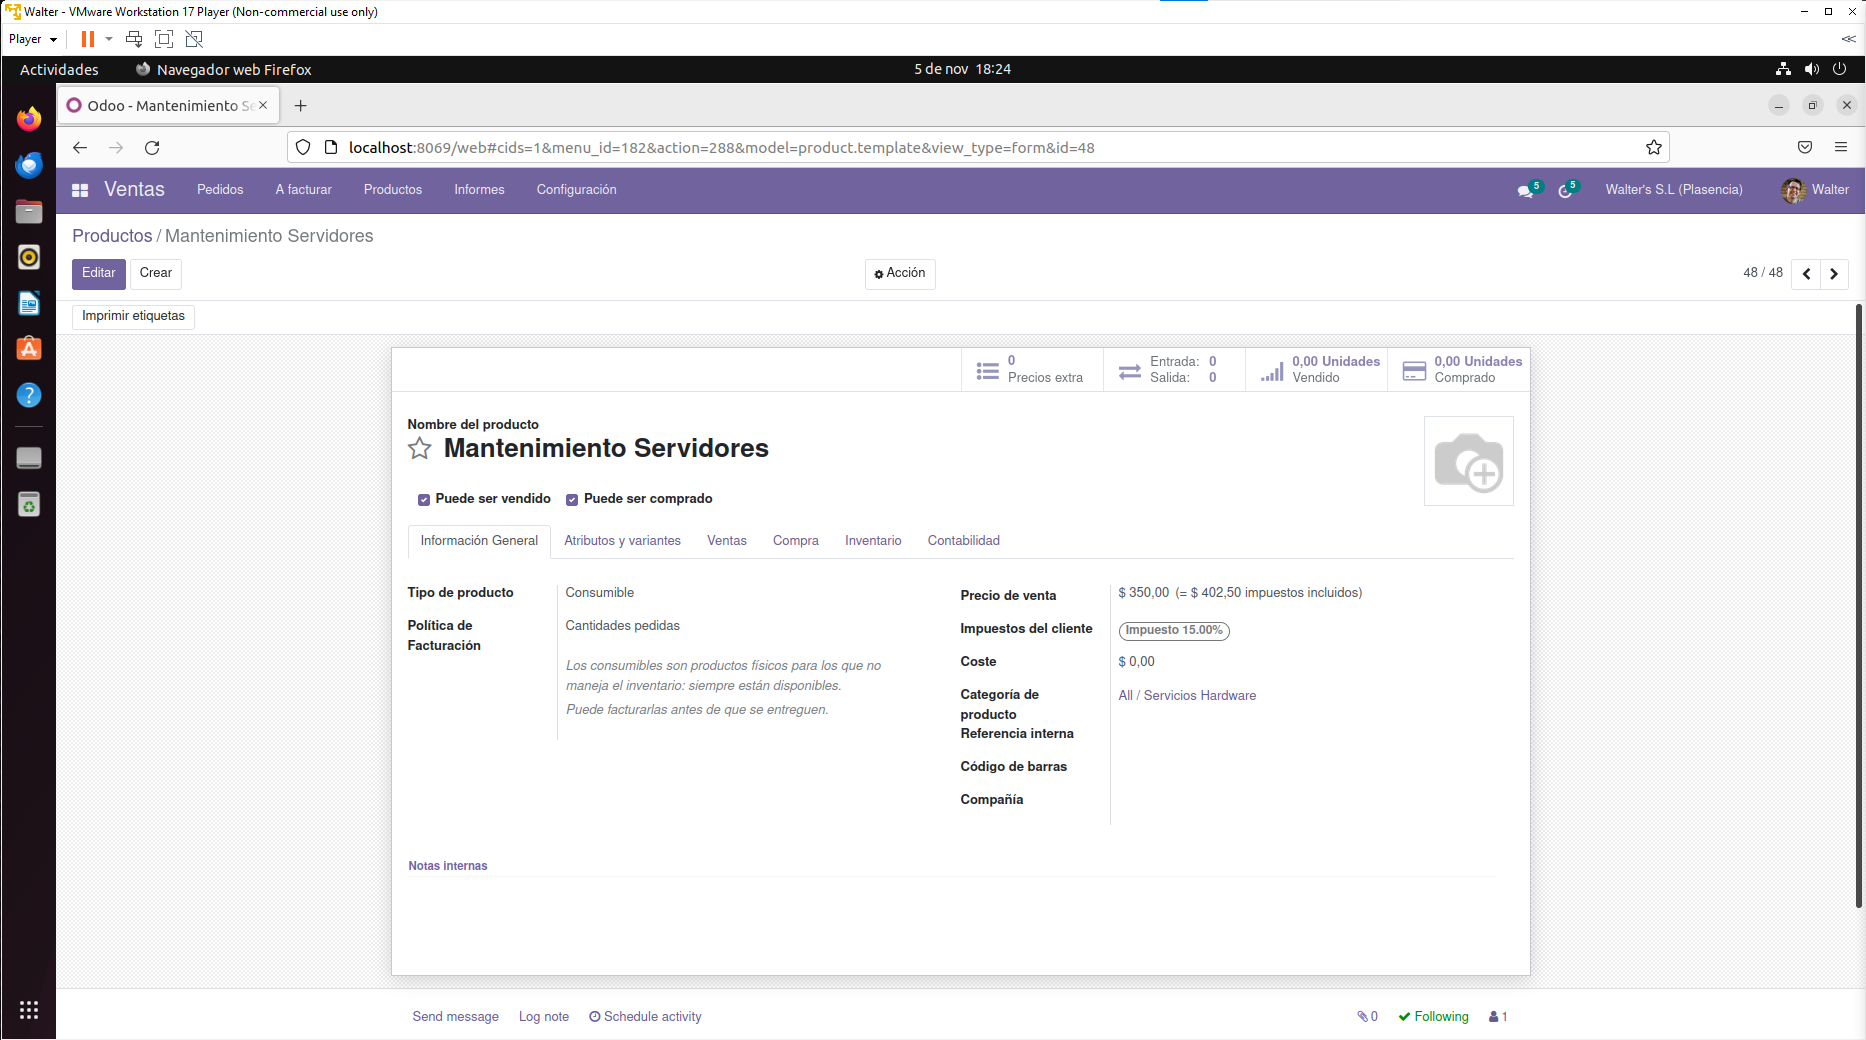 Walter - VMware Workstation 17 Player (Non-commercial use only)
Player
Actividades
Navegador web Firefox
5 de nov 18:24
Odoo - Mantenimiento Se
localhost:8069/web#cids=1&menu_id=182&action=288&model=product.template&view_type=form&id=48
Ventas Pedidos A facturar Productos Informes Configuración 5 5 Walter's S.L (Plasencia) Walter
Productos / Mantenimiento Servidores
Editar Crear Acción 48 / 48
Imprimir etiquetas
0
Precios extra
Entrada: 0
Salida: 0
0,00 Unidades
Vendido
0,00 Unidades
Comprado
Nombre del producto
Mantenimiento Servidores
Puede ser vendido Puede ser comprado
Información General Atributos y variantes Ventas Compra Inventario Contabilidad
Tipo de producto Consumible
Política de Facturación Cantidades pedidas
Los consumibles son productos físicos para los que no
maneja el inventario: siempre están disponibles.
Puede facturarlas antes de que se entreguen.
Precio de venta $ 350,00 (= $ 402,50 impuestos incluidos)
Impuestos del cliente Impuesto 15.00%
Coste $ 0,00
Categoría de producto All / Servicios Hardware
Referencia interna
Código de barras
Compañía
Notas internas
Send message Log note Schedule activity 0 Following 1